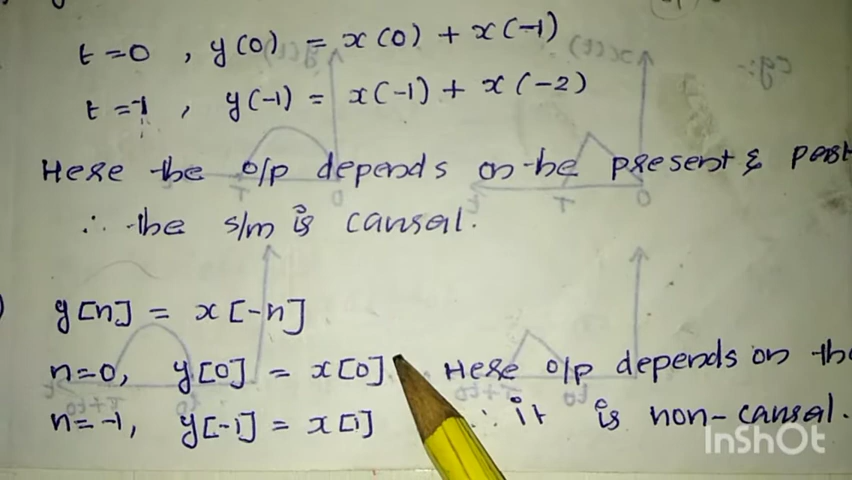 t=0 , y(0) = x(0) + x(-1)
t=-1 , y(-1) = x(-1) + x(-2)
Here the o/p depends on the present & past
∴ the s/m is causal.
y[n] = x[-n]
n=0, y[0] = x[0] Here o/p depends on the
n=-1, y[-1] = x[1] ∴ it is non-causal.
InShOt